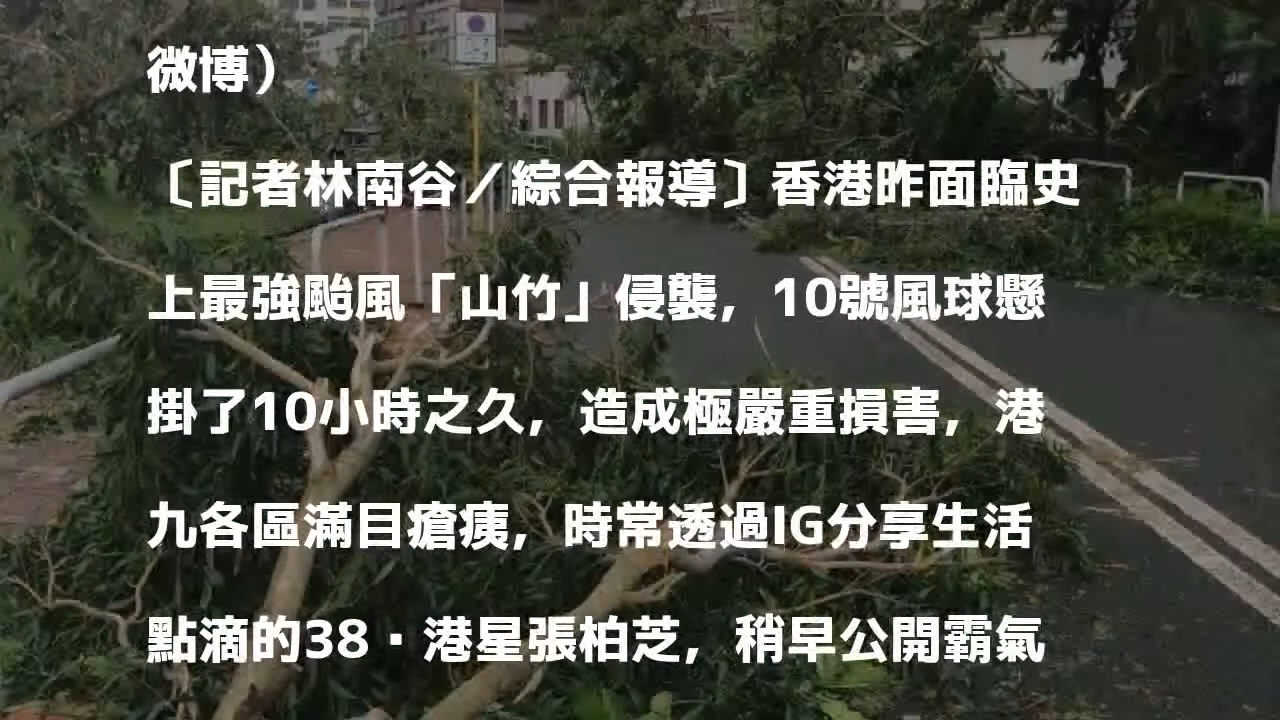 微博）
〔記者林南谷／綜合報導〕香港昨面臨史
上最強颱風「山竹」侵襲，10號風球懸
掛了10小時之久，造成極嚴重損害，港
九各區滿目瘡痍，時常透過IG分享生活
點滴的38▪港星張柏芝，稍早公開霸氣